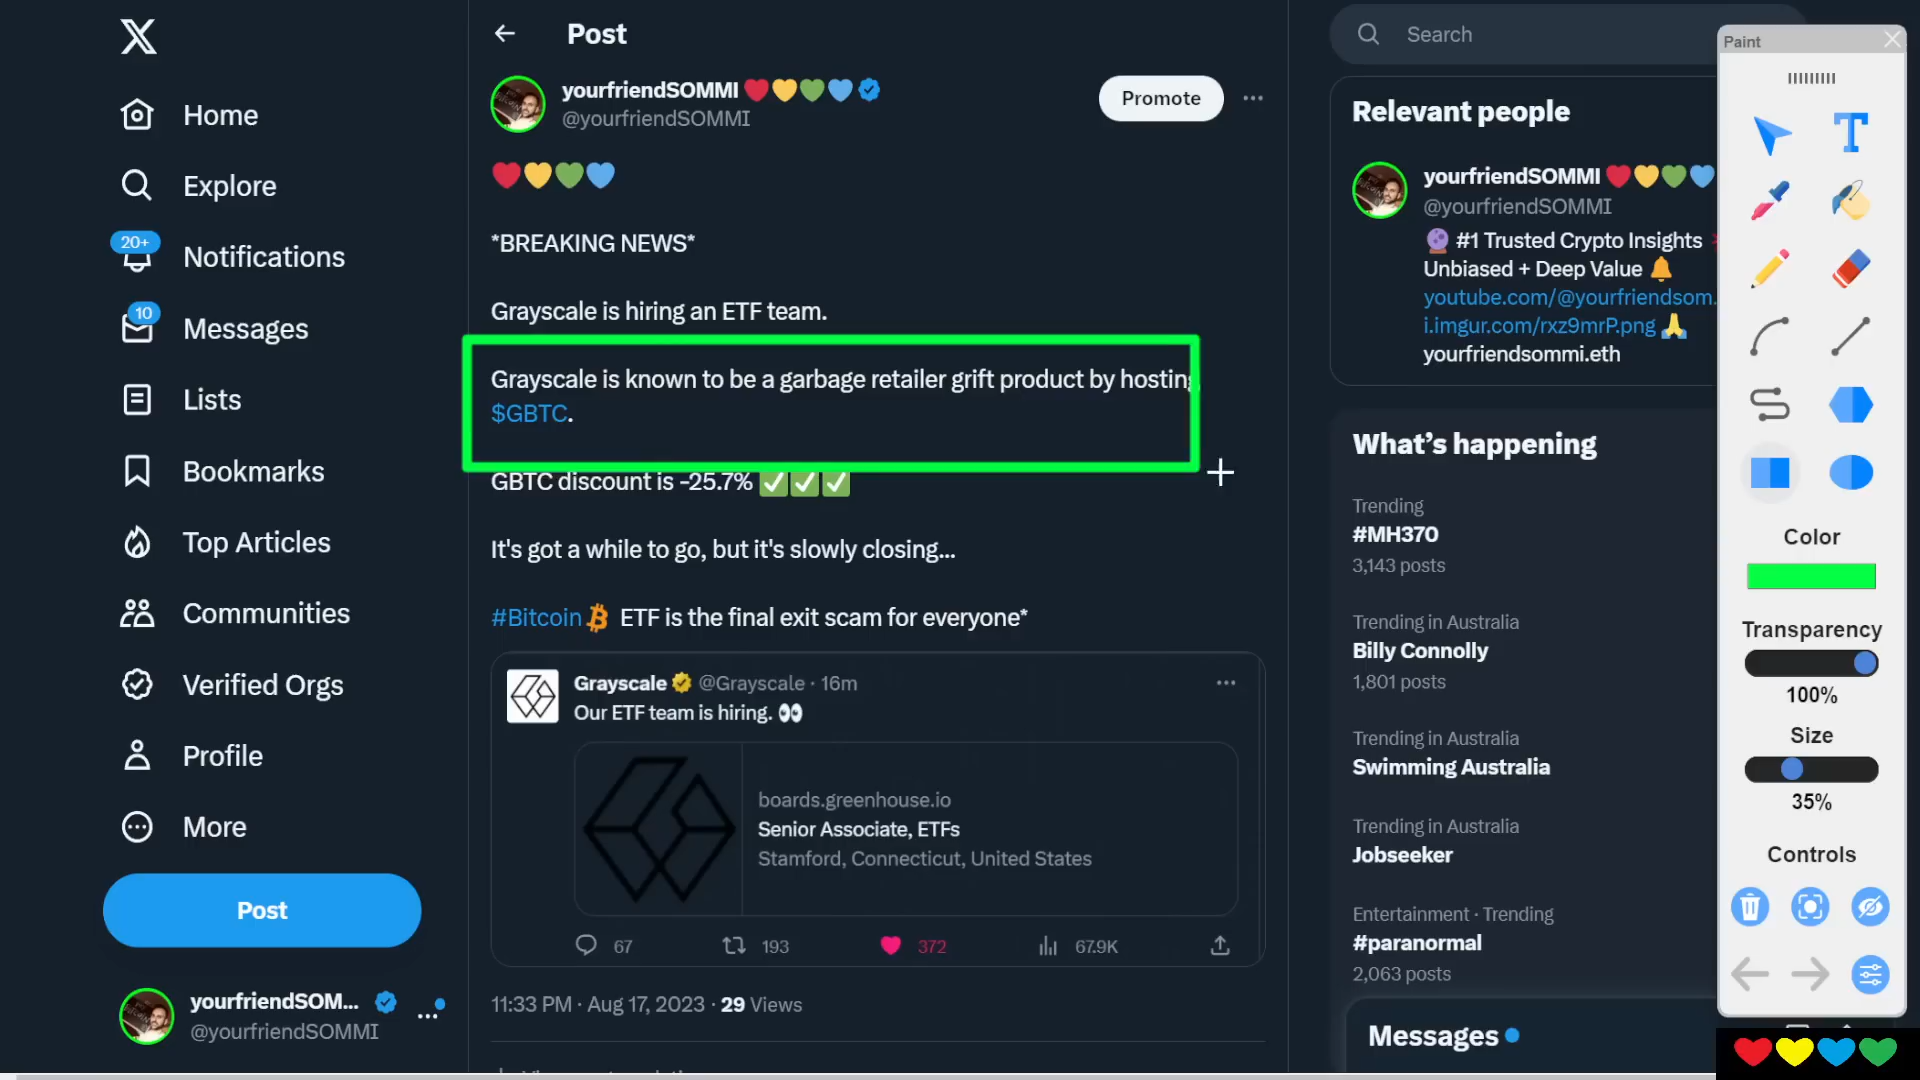 Home
Explore
20+
Notifications
10
Messages
Lists
Bookmarks
Top Articles
Communities
Verified Orgs
Profile
More
Post
yourfriendSOM...
@yourfriendSOMMI
Post
yourfriendSOMMI
@yourfriendSOMMI
Promote
*BREAKING NEWS*
Grayscale is hiring an ETF team.
Grayscale is known to be a garbage retailer grift product by hosting
$GBTC.
GBTC discount is -25.7% ✅✅✅
It's got a while to go, but it's slowly closing...
#Bitcoin ETF is the final exit scam for everyone*
Grayscale @Grayscale · 16m
Our ETF team is hiring. 👀
boards.greenhouse.io
Senior Associate, ETFs
Stamford, Connecticut, United States
67 193 372 67.9K
11:33 PM · Aug 17, 2023 · 29 Views
Search
Relevant people
yourfriendSOMMI
@yourfriendSOMMI
🔮 #1 Trusted Crypto Insights
Unbiased + Deep Value 🔔
youtube.com/@yourfriendsom.
i.imgur.com/rxz9mrP.png 🙏
yourfriendsommi.eth
What's happening
Trending
#MH370
3,143 posts
Trending in Australia
Billy Connolly
1,801 posts
Trending in Australia
Swimming Australia
Trending in Australia
Jobseeker
Entertainment · Trending
#paranormal
2,063 posts
Messages
Paint
T
Color
Transparency
100%
Size
35%
Controls